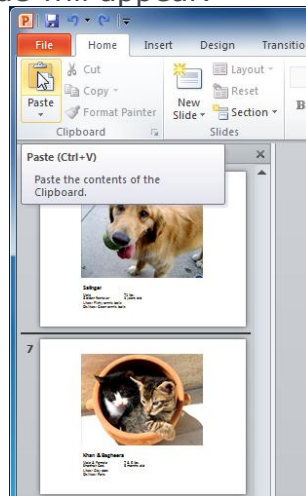 File Home Insert Design Transitio
Cut
Copy
Format Painter
Paste
New
Slide
Layout
Reset
Section
B
Clipboard
Slides
Paste (Ctrl+V)
Paste the contents of the
Clipboard.
Salinger
7
Khan & Bagheera